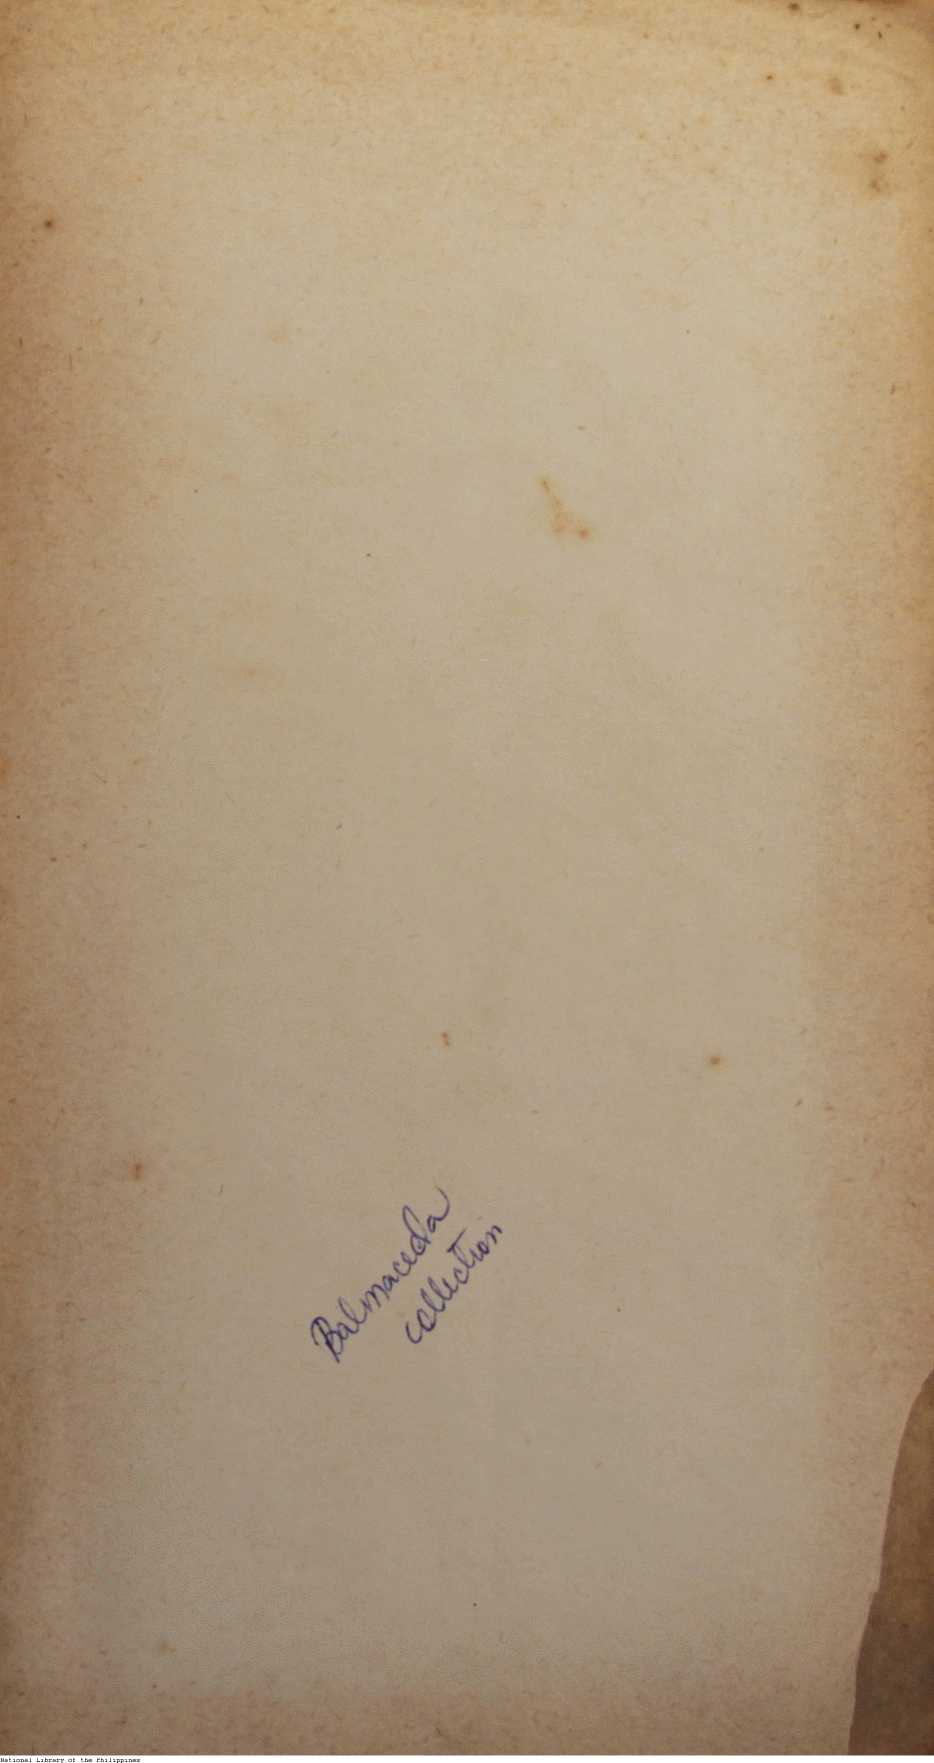 Balmaceda
collection
National Library of the Philippines